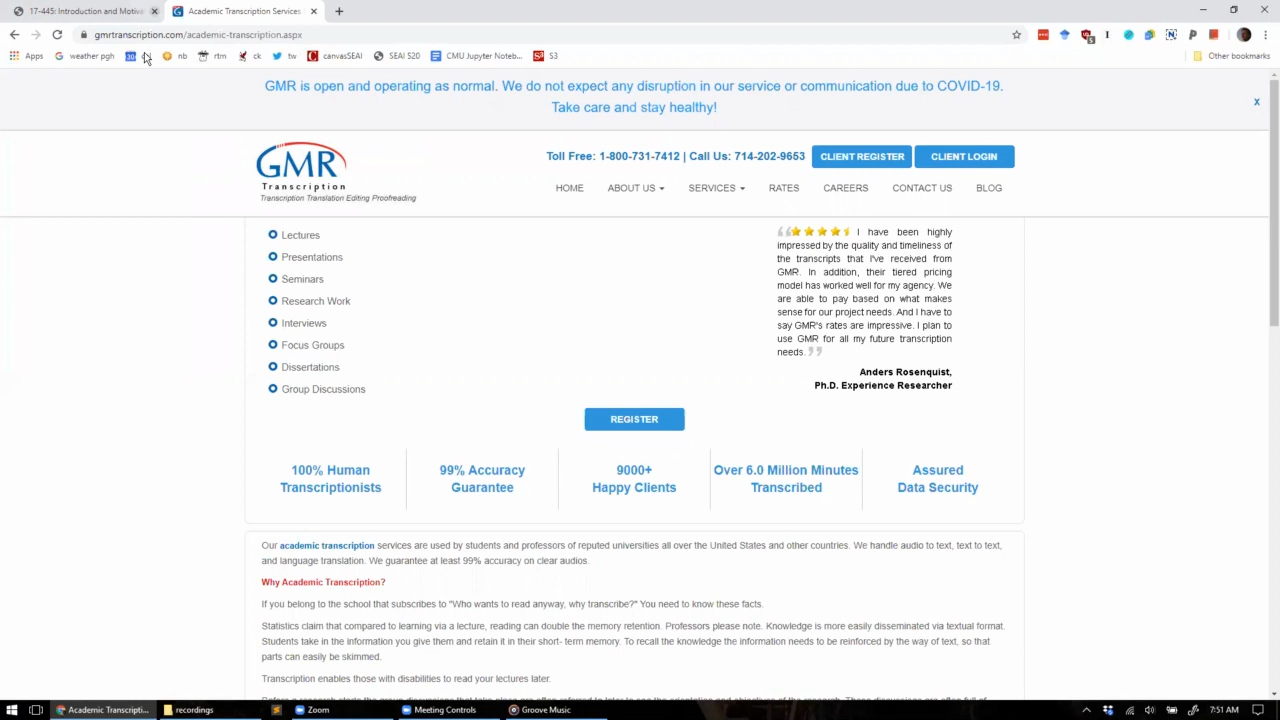 17-445: Introduction and Motiva
Academic Transcription Services
gmrtranscription.com/academic-transcription.aspx
Apps
weather pgh
nb
rtm
ck
tw
canvasSEAI
SEAI S20
CMU Jupyter Noteb...
S3
Other bookmarks
GMR is open and operating as normal. We do not expect any disruption in our service or communication due to COVID-19.
Take care and stay healthy!
x
GMR
Transcription
Transcription Translation Editing Proofreading
Toll Free: 1-800-731-7412 | Call Us: 714-202-9653
CLIENT REGISTER
CLIENT LOGIN
HOME
ABOUT US
SERVICES
RATES
CAREERS
CONTACT US
BLOG
Lectures
Presentations
Seminars
Research Work
Interviews
Focus Groups
Dissertations
Group Discussions
I have been highly
impressed by the quality and timeliness of
the transcripts that I've received from
GMR. In addition, their tiered pricing
model has worked well for my agency. We
are able to pay based on what makes
sense for our project needs. And I have to
say GMR's rates are impressive. I plan to
use GMR for all my future transcription
needs.
Anders Rosenquist,
Ph.D. Experience Researcher
REGISTER
100% Human
Transcriptionists
99% Accuracy
Guarantee
9000+
Happy Clients
Over 6.0 Million Minutes
Transcribed
Assured
Data Security
Our academic transcription services are used by students and professors of reputed universities all over the United States and other countries. We handle audio to text, text to text,
and language translation. We guarantee at least 99% accuracy on clear audios.
Why Academic Transcription?
If you belong to the school that subscribes to "Who wants to read anyway, why transcribe?" You need to know these facts.
Statistics claim that compared to learning via a lecture, reading can double the memory retention. Professors please note. Knowledge is more easily disseminated via textual format.
Students take in the information you give them and retain it in their short- term memory. To recall the knowledge the information needs to be reinforced by the way of text, so that
parts can easily be skimmed.
Transcription enables those with disabilities to read your lectures later.
Academic Transcripti...
recordings
Zoom
Meeting Controls
Groove Music
7:51 AM